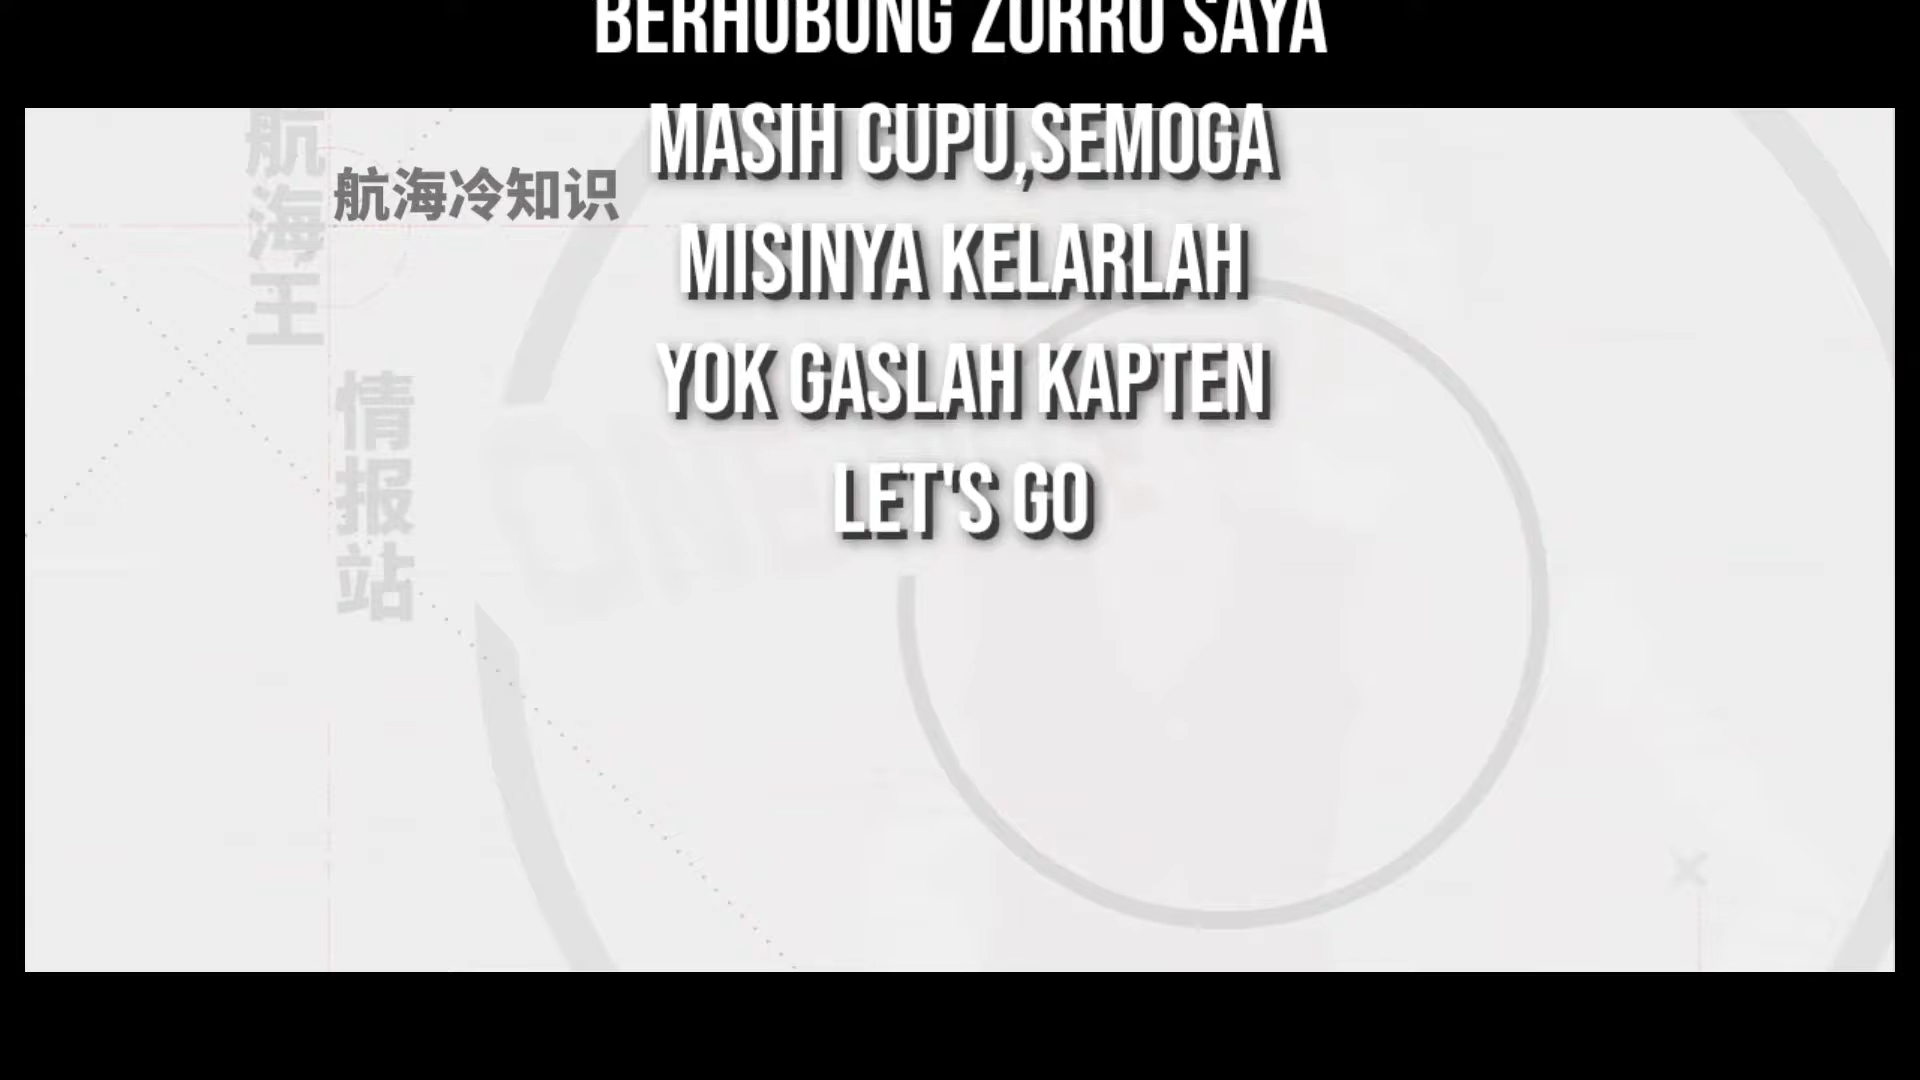 BERHUBUNG ZORRO SAYA
MASIH CUPU,SEMOGA
MISINYA KELARLAH
YOK GASLAH KAPTEN
LET'S GO
航海王
情报站
航海冷知识